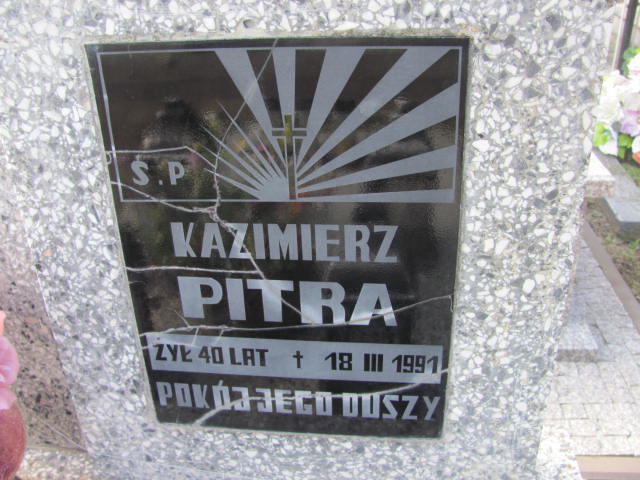 Ś.P
KAZIMIERZ
PITRA
ŻYŁ 40 LAT † 18 III 1991
POKÓJ JEGO DUSZY